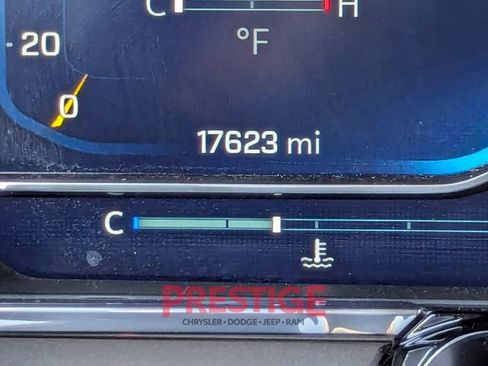 C H
20
°F
0
17623 mi
C
PRESTIGE
CHRYSLER • DODGE • JEEP • RAM